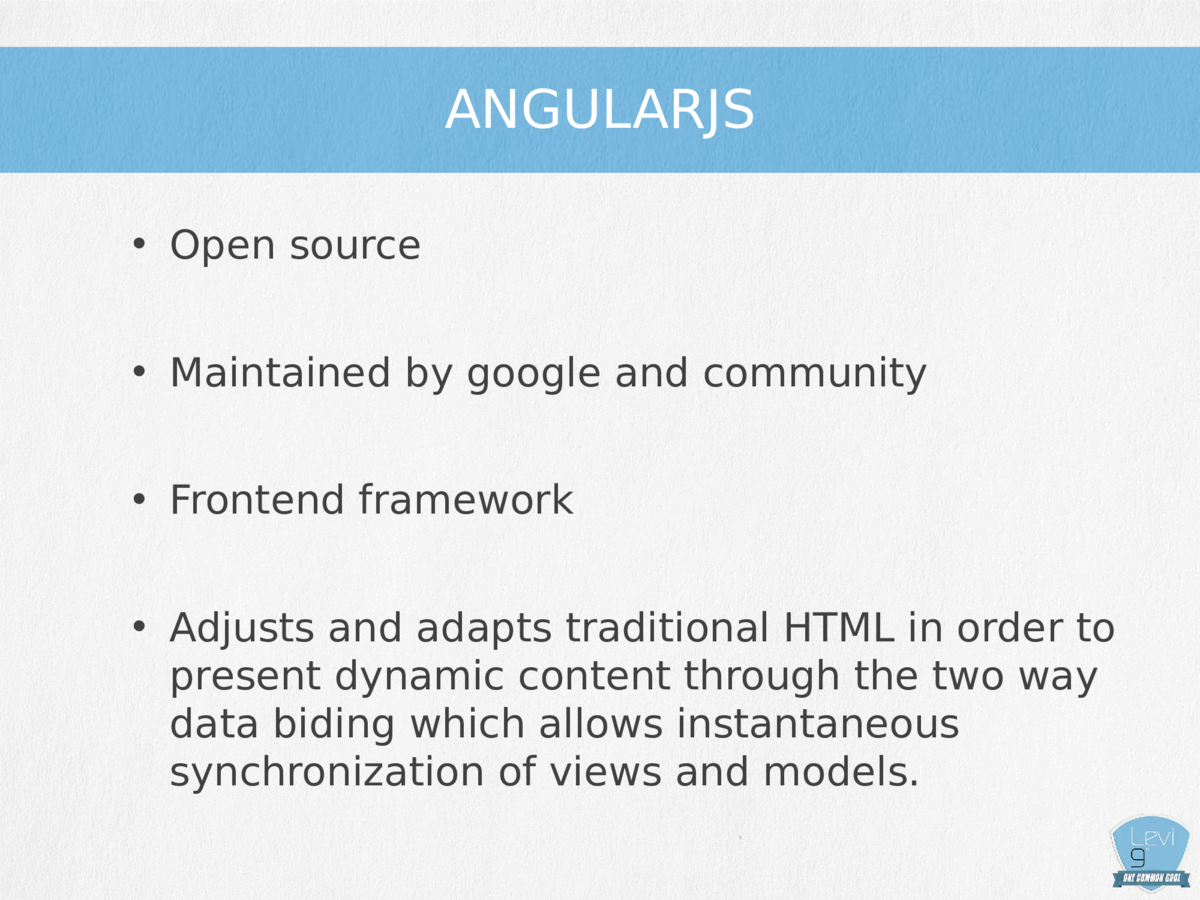 ANGULARJS
• Open source
• Maintained by google and community
• Frontend framework
• Adjusts and adapts traditional HTML in order to
present dynamic content through the two way
data biding which allows instantaneous
synchronization of views and models.
Levi
9
ONE COMMON GOAL